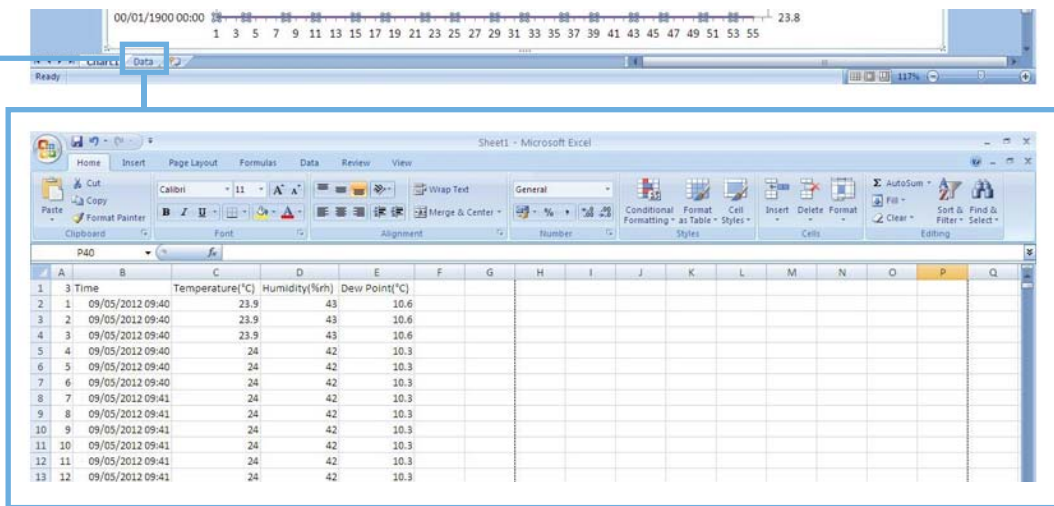 00/01/1900 00:00
23.8
1 3 5 7 9 11 13 15 17 19 21 23 25 27 29 31 33 35 37 39 41 43 45 47 49 51 53 55
Chart1 Data
Ready
117%
Sheet1 - Microsoft Excel
Home Insert Page Layout Formulas Data Review View
Cut
Copy
Format Painter
Paste
Calibri 11 A A
B I U
Wrap Text
Merge & Center
General
% ,
Conditional Formatting
Format as Table
Cell Styles
Insert Delete Format
Σ AutoSum
Fill
Clear
Sort & Filter
Find & Select
Clipboard Font Alignment Number Styles Cells Editing
P40 fx
A B C D E F G H I J K L M N O P Q
1 3 Time Temperature(°C) Humidity(%rh) Dew Point(°C)
2 1 09/05/2012 09:40 23.9 43 10.6
3 2 09/05/2012 09:40 23.9 43 10.6
4 3 09/05/2012 09:40 23.9 43 10.6
5 4 09/05/2012 09:40 24 42 10.3
6 5 09/05/2012 09:40 24 42 10.3
7 6 09/05/2012 09:40 24 42 10.3
8 7 09/05/2012 09:41 24 42 10.3
9 8 09/05/2012 09:41 24 42 10.3
10 9 09/05/2012 09:41 24 42 10.3
11 10 09/05/2012 09:41 24 42 10.3
12 11 09/05/2012 09:41 24 42 10.3
13 12 09/05/2012 09:41 24 42 10.3